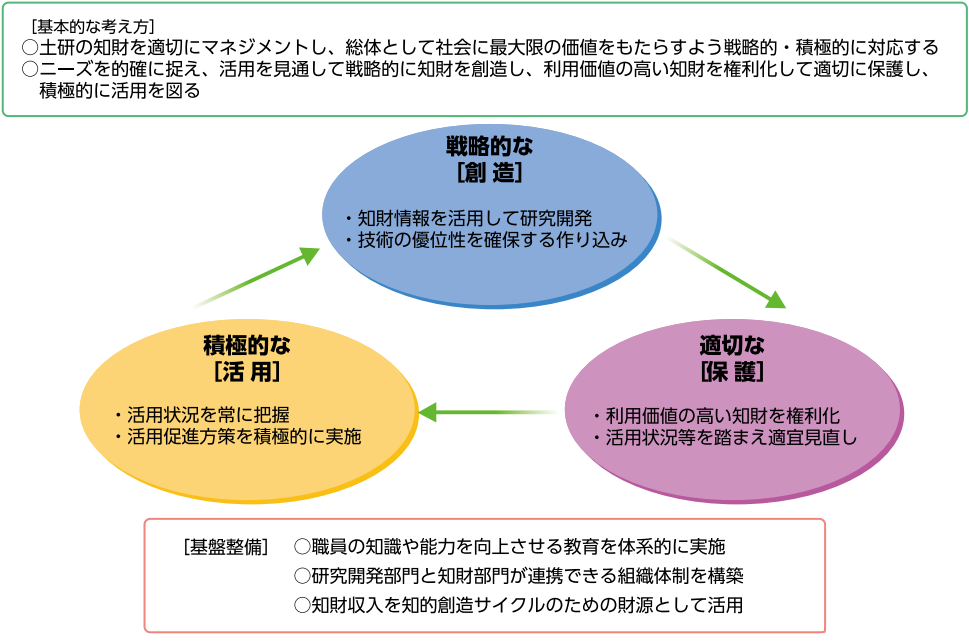 ［基本的な考え方］
○土研の知財を適切にマネジメントし、総体として社会に最大限の価値をもたらすよう戦略的・積極的に対応する
○ニーズを的確に捉え、活用を見通して戦略的に知財を創造し、利用価値の高い知財を権利化して適切に保護し、
積極的に活用を図る
戦略的な
［創 造］
・知財情報を活用して研究開発
・技術の優位性を確保する作り込み
積極的な
［活 用］
・活用状況を常に把握
・活用促進方策を積極的に実施
適切な
［保 護］
・利用価値の高い知財を権利化
・活用状況等を踏まえ適宜見直し
［基盤整備］ ○職員の知識や能力を向上させる教育を体系的に実施
○研究開発部門と知財部門が連携できる組織体制を構築
○知財収入を知的創造サイクルのための財源として活用